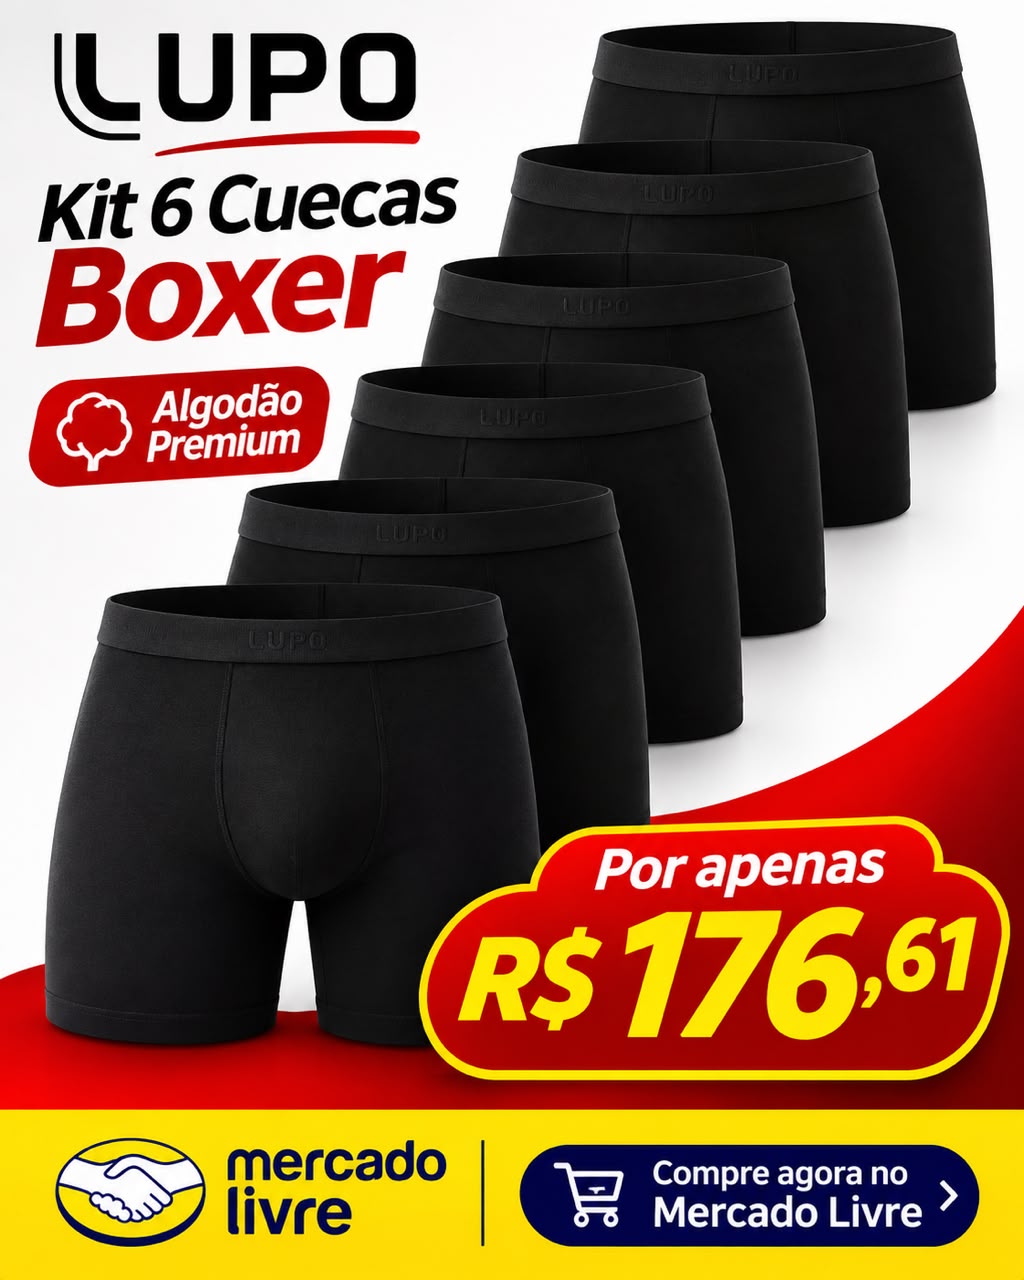 LUPO
Kit 6 Cuecas
Boxer
Algodão
Premium
LUPO
LUPO
LUPO
LUPO
LUPO
LUPO
Por apenas
R$ 176,61
mercado
livre
Compre agora no
Mercado Livre